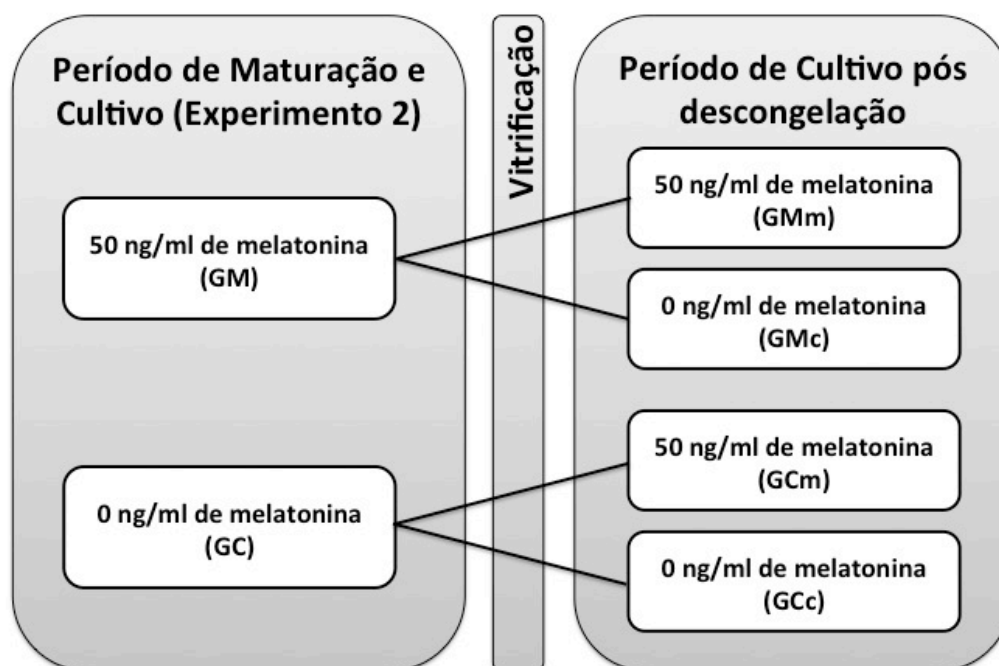 Período de Maturação e
Cultivo (Experimento 2)
50 ng/ml de melatonina
(GM)
0 ng/ml de melatonina
(GC)
Vitrificação
Período de Cultivo pós
descongelação
50 ng/ml de melatonina
(GMm)
0 ng/ml de melatonina
(GMc)
50 ng/ml de melatonina
(GCm)
0 ng/ml de melatonina
(GCc)